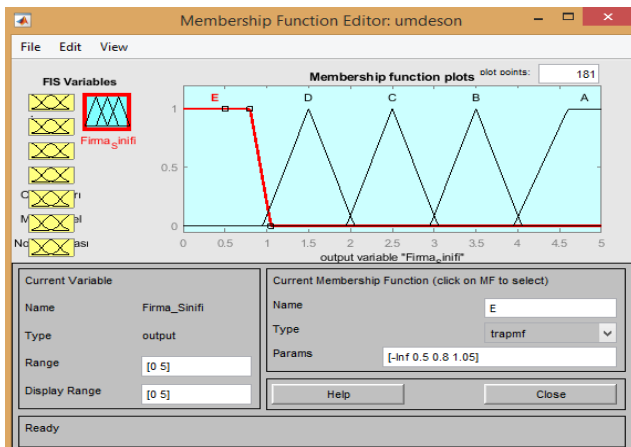 Membership Function Editor: umdeson
File Edit View
FIS Variables
Firma_Sinifi
Membership function plots
plot points:
181
E D C B A
1
0.5
0
0 0.5 1 1.5 2 2.5 3 3.5 4 4.5 5
output variable "Firma_Sinifi"
Current Variable
Name Firma_Sinifi
Type output
Range [0 5]
Display Range [0 5]
Current Membership Function (click on MF to select)
Name E
Type trapmf
Params [-Inf 0.5 0.8 1.05]
Help Close
Ready